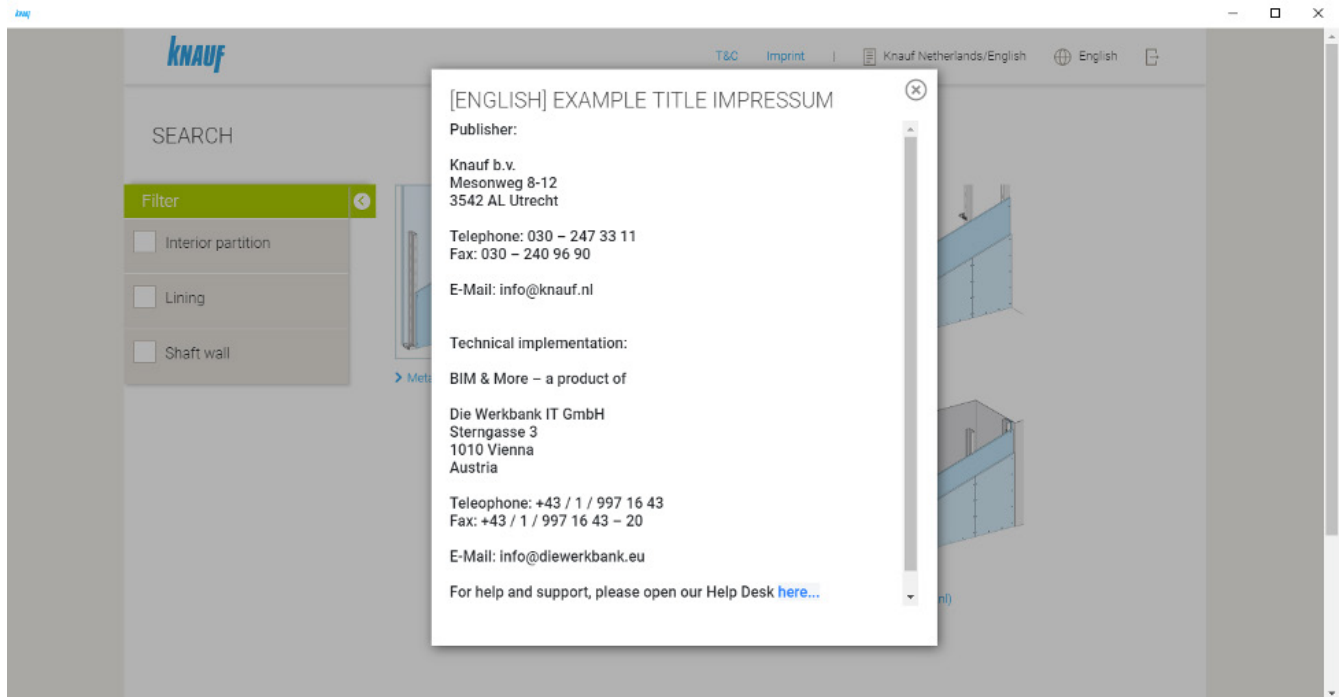 knauf
KNAUF
T&C Imprint | Knauf Netherlands/English English
[ENGLISH] EXAMPLE TITLE IMPRESSUM
SEARCH
Filter
Interior partition
Lining
Shaft wall
Publisher:
Knauf b.v.
Mesonweg 8-12
3542 AL Utrecht
Telephone: 030 – 247 33 11
Fax: 030 – 240 96 90
E-Mail: info@knauf.nl
Technical implementation:
BIM & More – a product of
Die Werkbank IT GmbH
Sterngasse 3
1010 Vienna
Austria
Teleophone: +43 / 1 / 997 16 43
Fax: +43 / 1 / 997 16 43 – 20
E-Mail: info@diewerkbank.eu
For help and support, please open our Help Desk here...
Meta
nl)